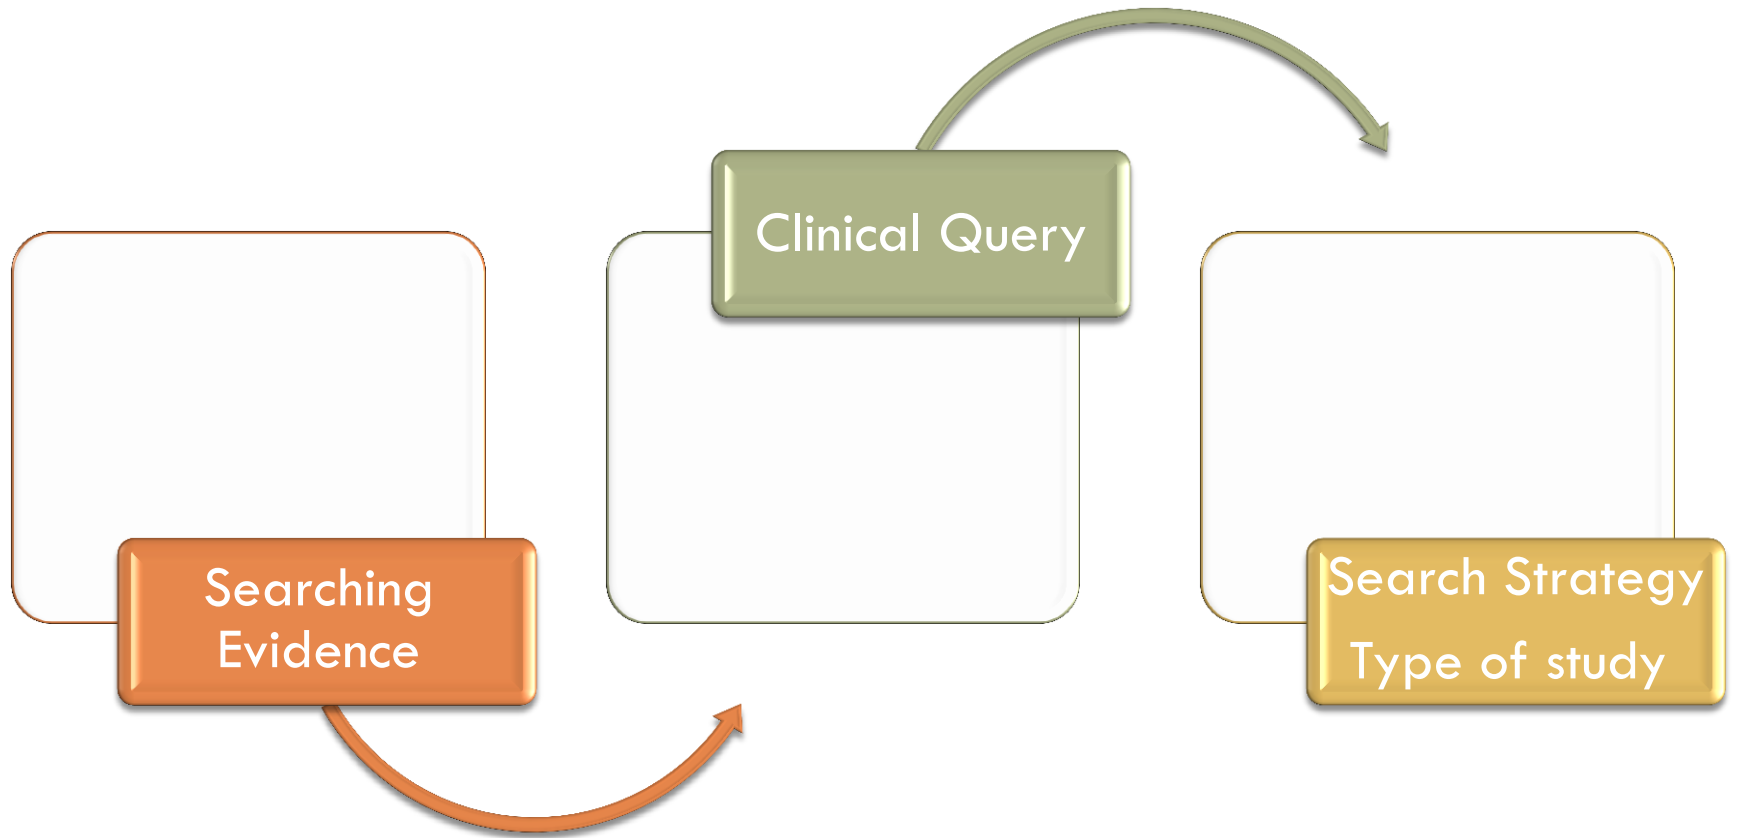 Searching
Evidence
Clinical Query
Search Strategy
Type of study